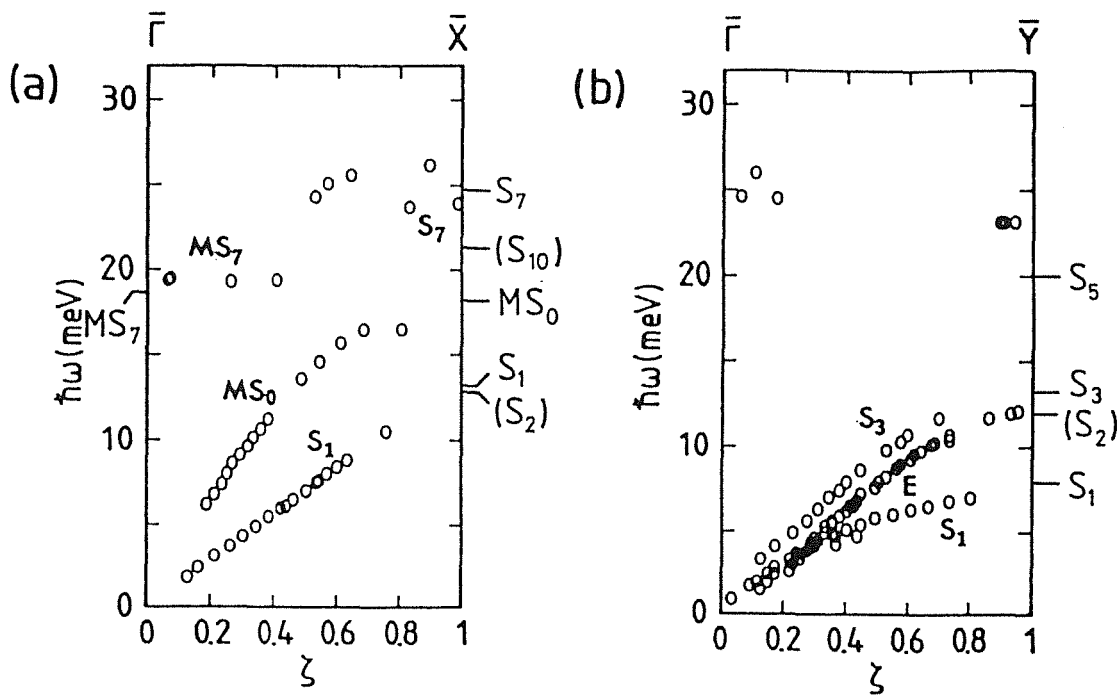 Γ̅ X̅ Γ̅ Y̅
(a) (b)
30 30
S₇
S₇
MS₇ (S₁₀)
20 20 S₅
MS₇ MS₀
ħω(meV) ħω(meV)
S₁ S₃
MS₀ (S₂) S₃ (S₂)
10 10
S₁ E S₁
S₁
0 0
0 0.2 0.4 0.6 0.8 1 0 0.2 0.4 0.6 0.8 1
ζ ζ